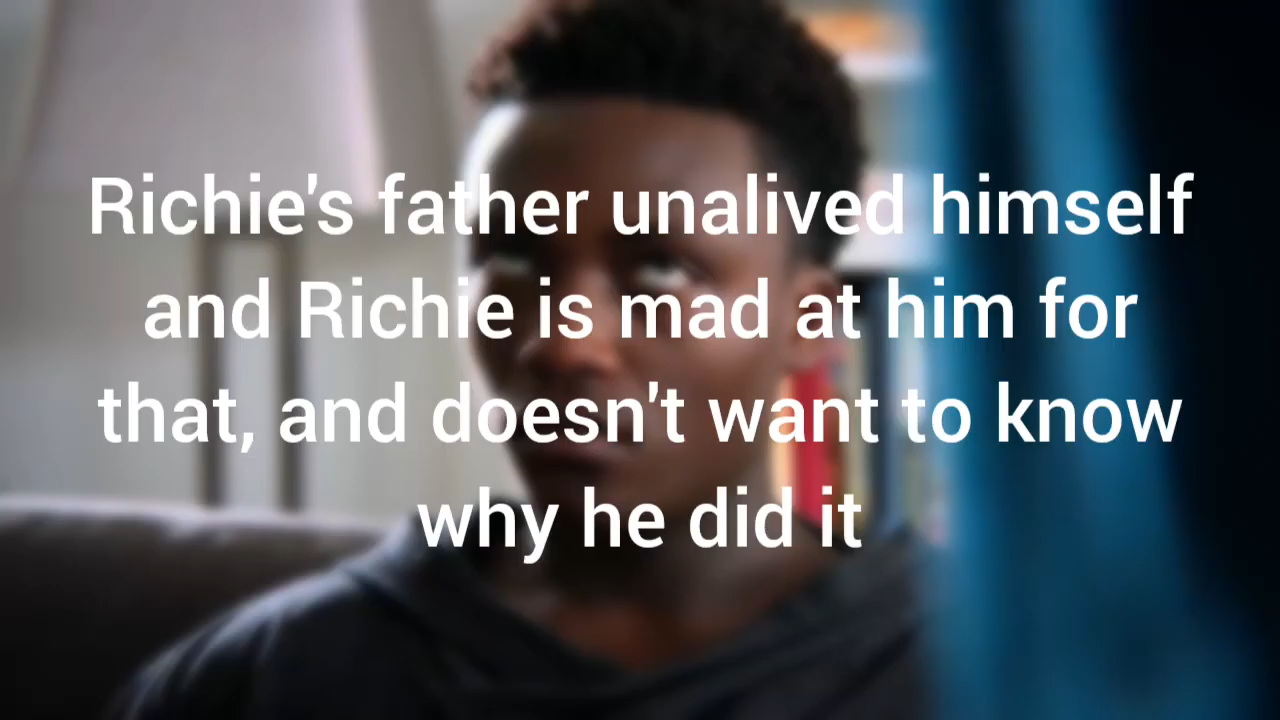 Richie's father unalived himself
and Richie is mad at him for
that, and doesn't want to know
why he did it